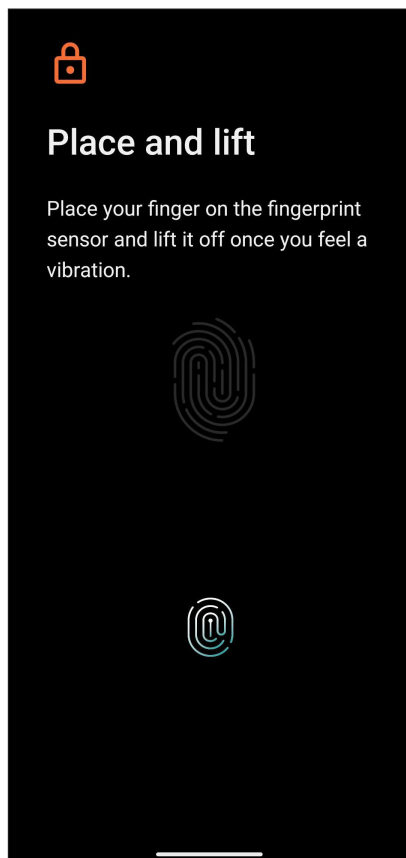 Place and lift
Place your finger on the fingerprint
sensor and lift it off once you feel a
vibration.